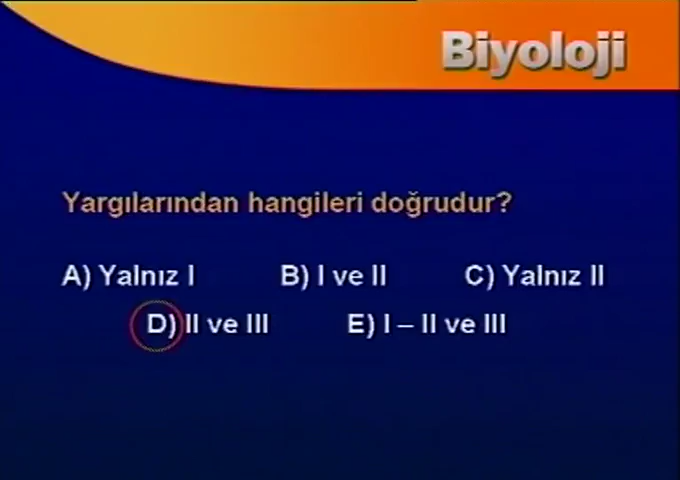 Biyoloji
Yargılarından hangileri doğrudur?
A) Yalnız I B) I ve II C) Yalnız II
D) II ve III E) I – II ve III